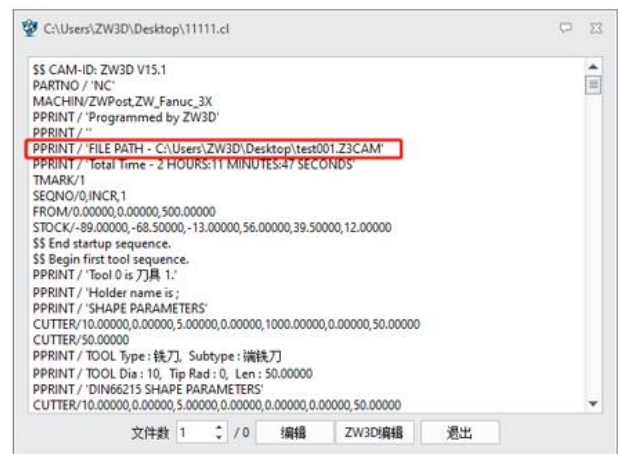 C:\Users\ZW3D\Desktop\11111.cl
$$ CAM-ID: ZW3D V15.1
PARTNO / 'NC'
MACHIN/ZWPost,ZW_Fanuc_3X
PPRINT / 'Programmed by ZW3D'
PPRINT / ''
PPRINT / 'FILE PATH - C:\Users\ZW3D\Desktop\test001.Z3CAM'
PPRINT / 'Total Time - 2 HOURS:11 MINUTES:47 SECONDS'
TMARK/1
SEQNO/0,INCR,1
FROM/0.00000,0.00000,500.00000
STOCK/-89.00000,-68.50000,-13.00000,56.00000,39.50000,12.00000
$$ End startup sequence.
$$ Begin first tool sequence.
PPRINT / 'Tool 0 is 刀具 1.'
PPRINT / 'Holder name is ;
PPRINT / 'SHAPE PARAMETERS'
CUTTER/10.00000,0.00000,5.00000,0.00000,1000.00000,0.00000,50.00000
CUTTER/50.00000
PPRINT / TOOL Type : 铣刀, Subtype : 端铣刀
PPRINT / TOOL Dia : 10, Tip Rad : 0, Len : 50.00000
PPRINT / 'DIN66215 SHAPE PARAMETERS'
CUTTER/10.00000,0.00000,5.00000,0.00000,0.00000,0.00000,50.00000
文件数 1 / 0 编辑 ZW3D编辑 退出